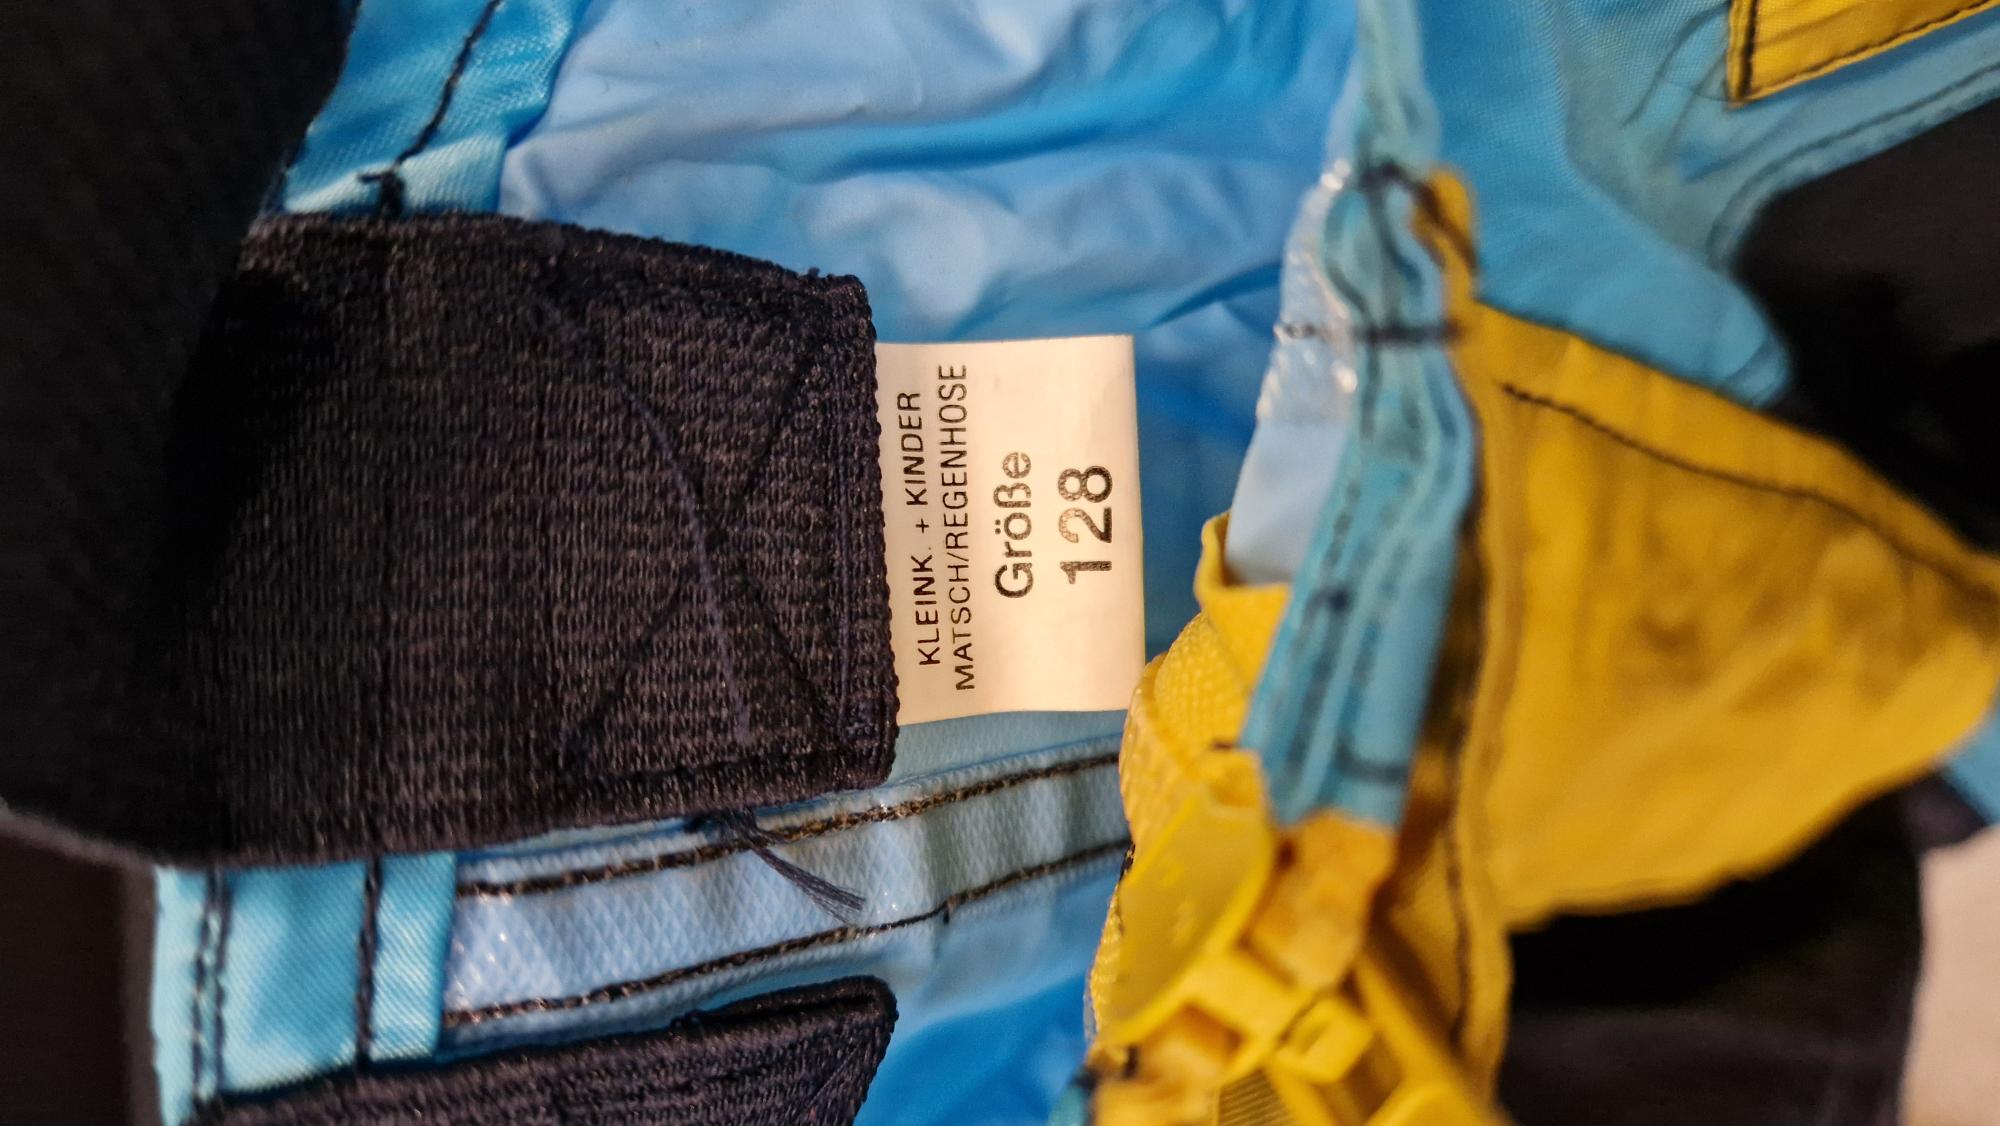 KLEINK. + KINDER
MATSCH/REGENHOSE
Größe
128